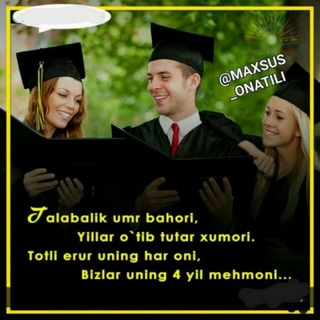 @MAXSUS
_ONATILI
Talabalik umr bahori,
Yillar o`tib tutar xumori.
Totli erur uning har oni,
Bizlar uning 4 yil mehmoni...